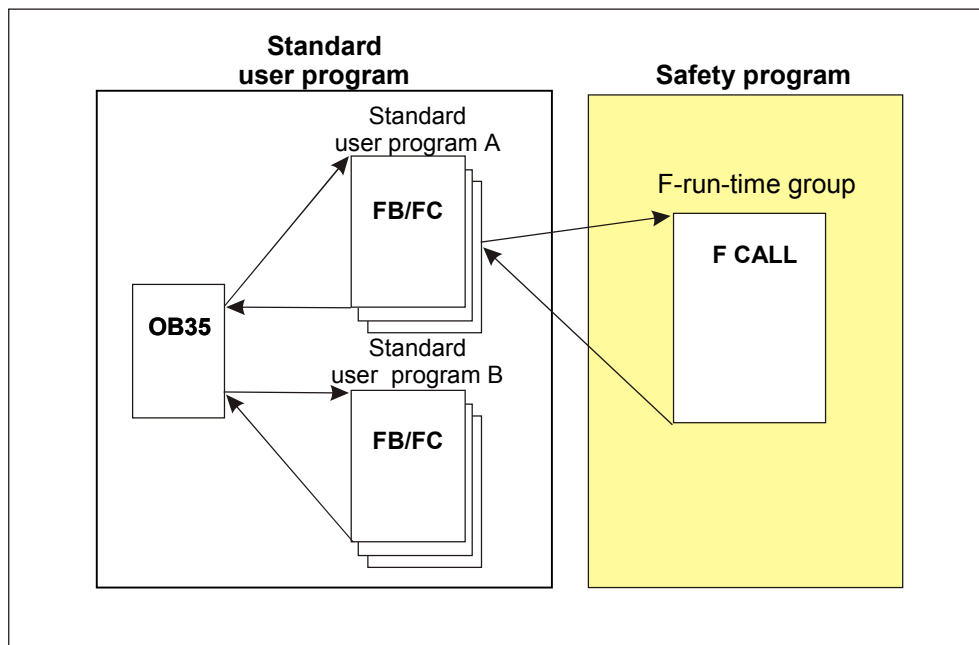 Standard
user program
Safety program
Standard
user program A
FB/FC
F-run-time group
F CALL
OB35
Standard
user program B
FB/FC